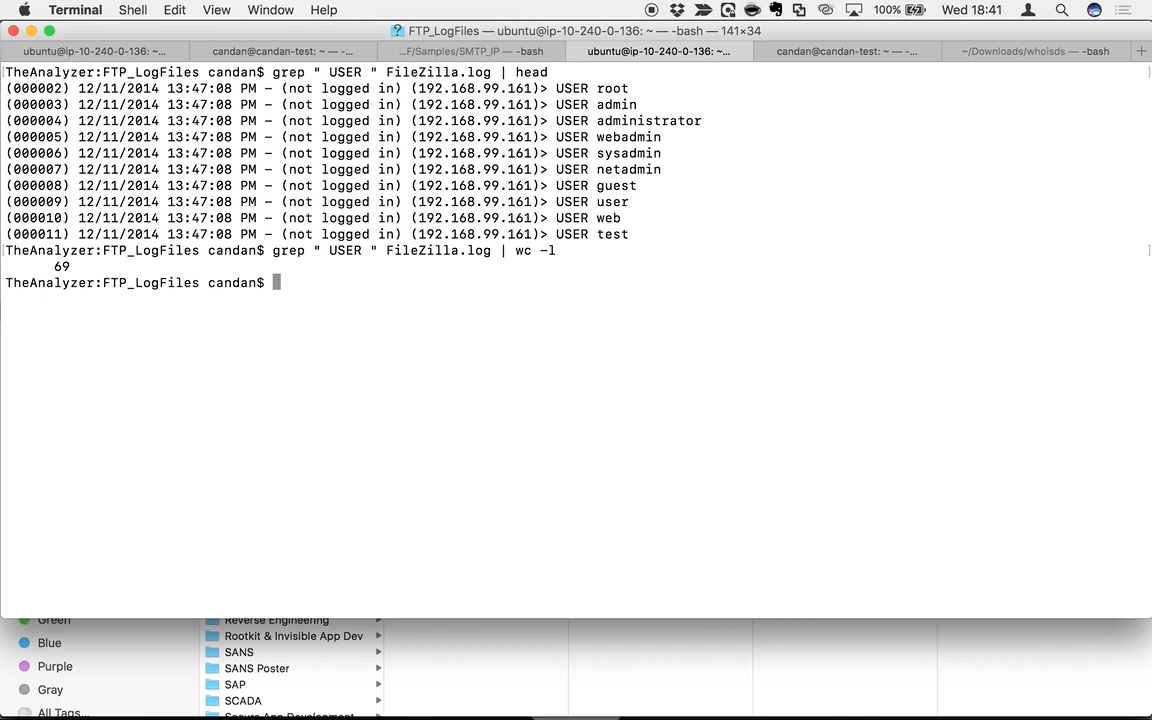 Terminal Shell Edit View Window Help 100% Wed 18:41
FTP_LogFiles — ubuntu@ip-10-240-0-136: ~ — -bash — 141×34
ubuntu@ip-10-240-0-136: ~... candan@candan-test: ~ — -... ...F/Samples/SMTP_IP — -bash ubuntu@ip-10-240-0-136: ~... candan@candan-test: ~ — -... ~/Downloads/whoisds — -bash +
[TheAnalyzer:FTP_LogFiles candan$ grep " USER " FileZilla.log | head ]
(000002) 12/11/2014 13:47:08 PM - (not logged in) (192.168.99.161)> USER root
(000003) 12/11/2014 13:47:08 PM - (not logged in) (192.168.99.161)> USER admin
(000004) 12/11/2014 13:47:08 PM - (not logged in) (192.168.99.161)> USER administrator
(000005) 12/11/2014 13:47:08 PM - (not logged in) (192.168.99.161)> USER webadmin
(000006) 12/11/2014 13:47:08 PM - (not logged in) (192.168.99.161)> USER sysadmin
(000007) 12/11/2014 13:47:08 PM - (not logged in) (192.168.99.161)> USER netadmin
(000008) 12/11/2014 13:47:08 PM - (not logged in) (192.168.99.161)> USER guest
(000009) 12/11/2014 13:47:08 PM - (not logged in) (192.168.99.161)> USER user
(000010) 12/11/2014 13:47:08 PM - (not logged in) (192.168.99.161)> USER web
(000011) 12/11/2014 13:47:08 PM - (not logged in) (192.168.99.161)> USER test
[TheAnalyzer:FTP_LogFiles candan$ grep " USER " FileZilla.log | wc -l ]
69
TheAnalyzer:FTP_LogFiles candan$
Green
Blue
Purple
Gray
All Tags...
Reverse Engineering
Rootkit & Invisible App Dev
SANS
SANS Poster
SAP
SCADA
Secure App Development